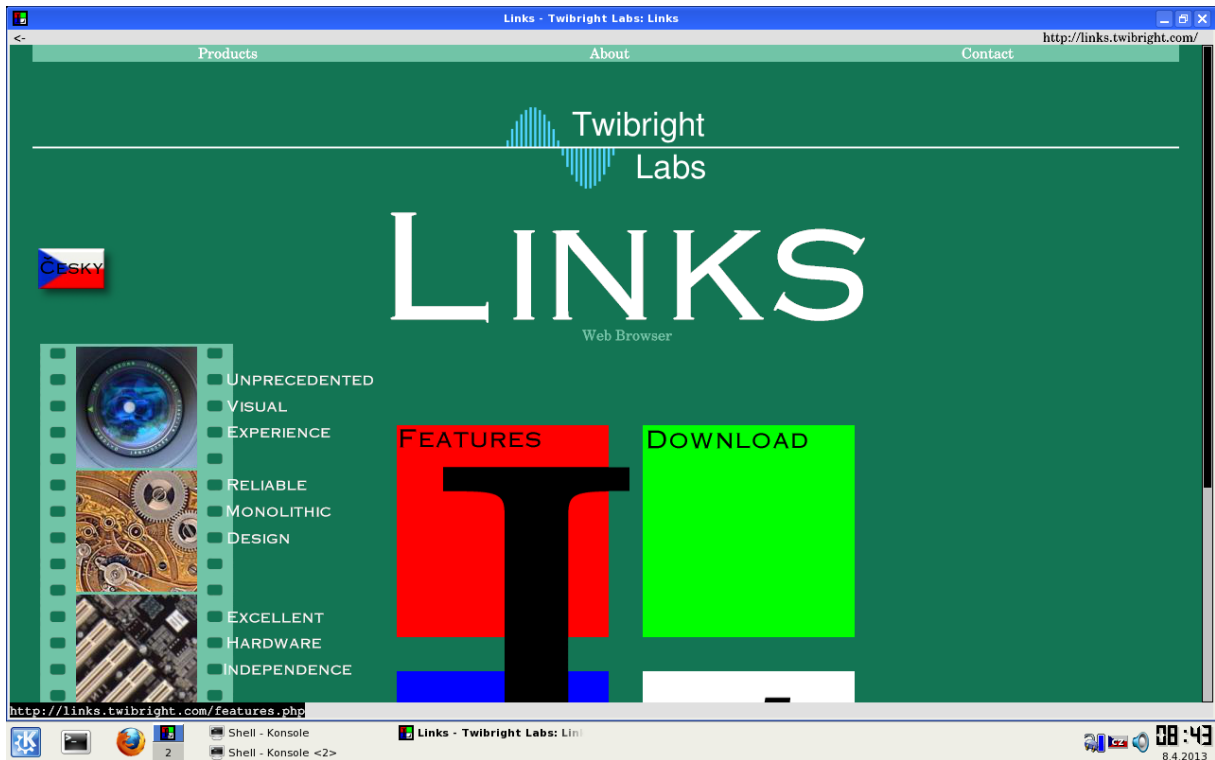 Links - Twibright Labs: Links
<-
http://links.twibright.com/
Products
About
Contact
Twibright
Labs
LINKS
Web Browser
ČESKY
UNPRECEDENTED
VISUAL
EXPERIENCE
RELIABLE
MONOLITHIC
DESIGN
EXCELLENT
HARDWARE
INDEPENDENCE
FEATURES
DOWNLOAD
http://links.twibright.com/features.php
Shell - Konsole
Links - Twibright Labs: Lin
2
Shell - Konsole <2>
CZ
08:43
8.4.2013